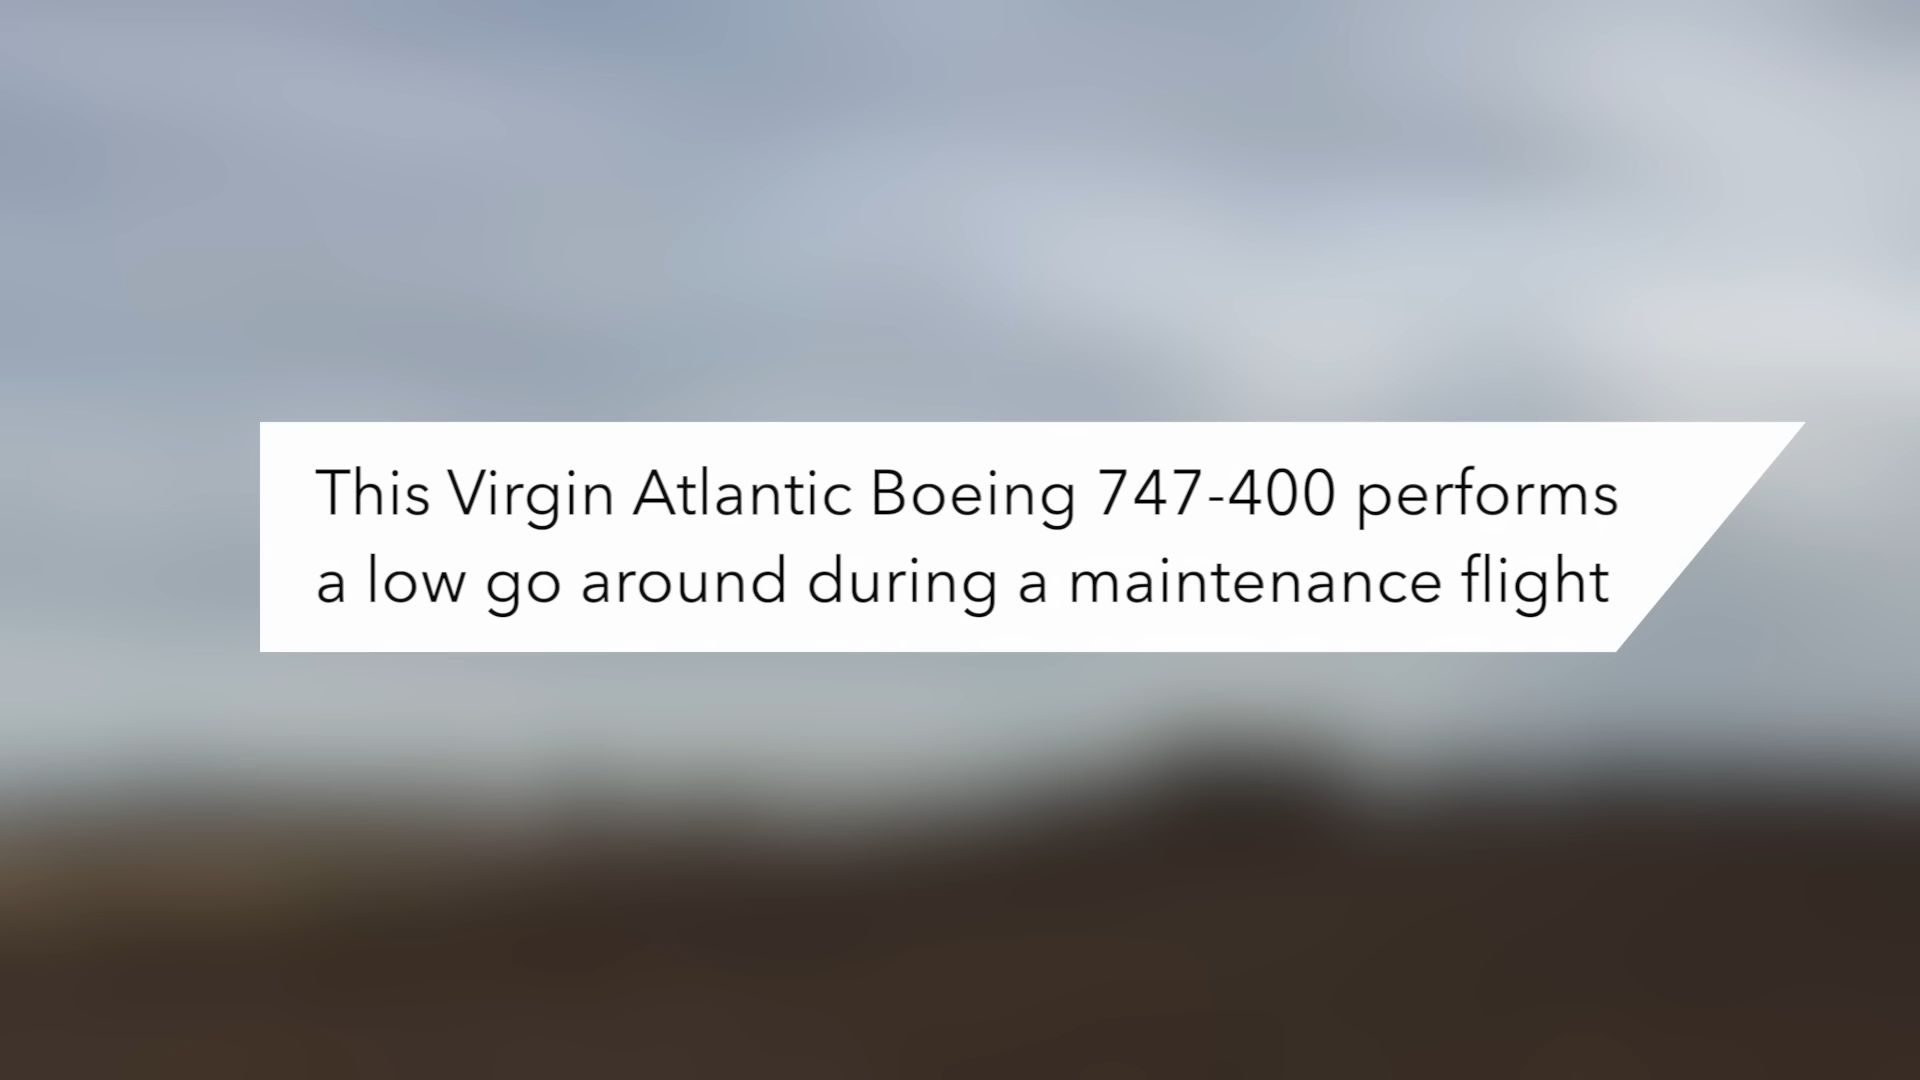 This Virgin Atlantic Boeing 747-400 performs
a low go around during a maintenance flight